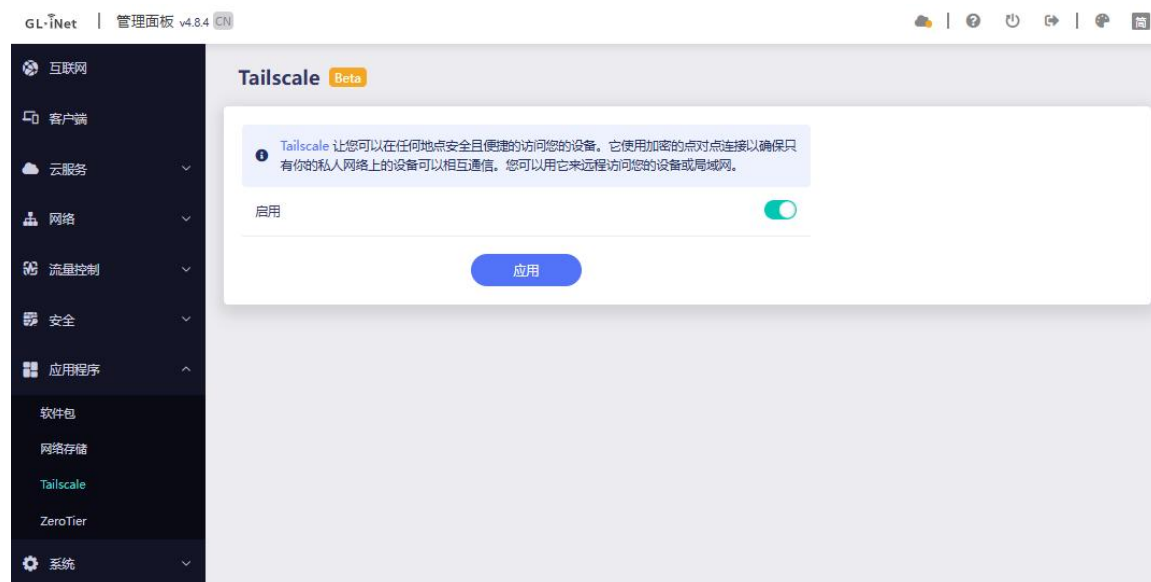 GL·iNet | 管理面板 v4.8.4 CN
简
互联网
客户端
云服务
网络
流量控制
安全
应用程序
软件包
网络存储
Tailscale
ZeroTier
系统
Tailscale Beta
Tailscale 让您可以在任何地点安全且便捷的访问您的设备。它使用加密的点对点连接以确保只
有你的私人网络上的设备可以相互通信。您可以用它来远程访问您的设备或局域网。
启用
应用